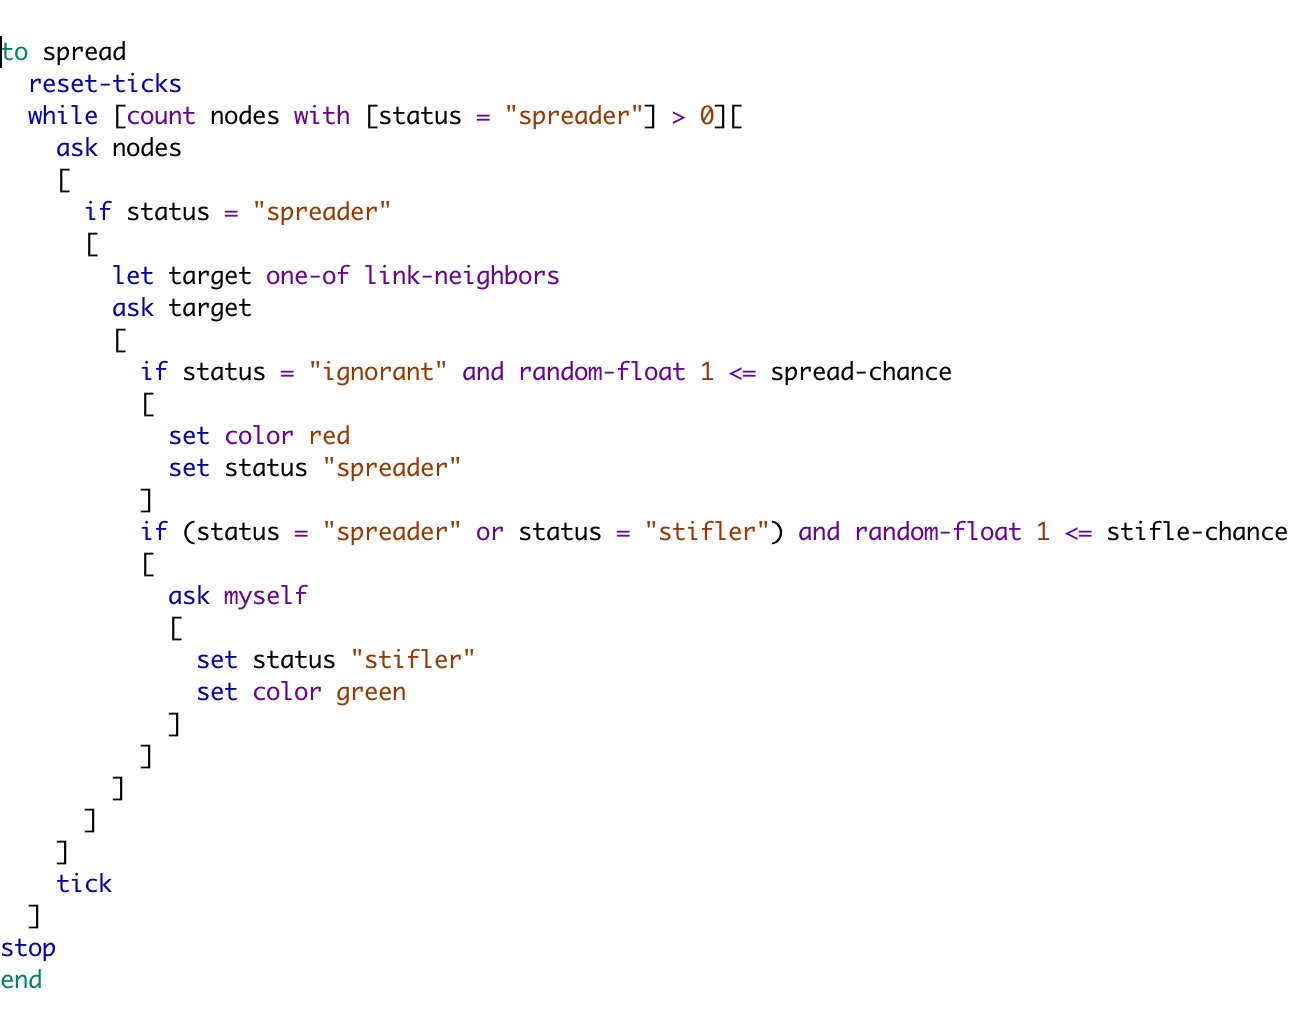 to spread
  reset-ticks
  while [count nodes with [status = "spreader"] > 0][
    ask nodes
    [
      if status = "spreader"
      [
        let target one-of link-neighbors
        ask target
        [
          if status = "ignorant" and random-float 1 <= spread-chance
          [
            set color red
            set status "spreader"
          ]
          if (status = "spreader" or status = "stifler") and random-float 1 <= stifle-chance
          [
            ask myself
            [
              set status "stifler"
              set color green
            ]
          ]
        ]
      ]
    ]
    tick
  ]
stop
end